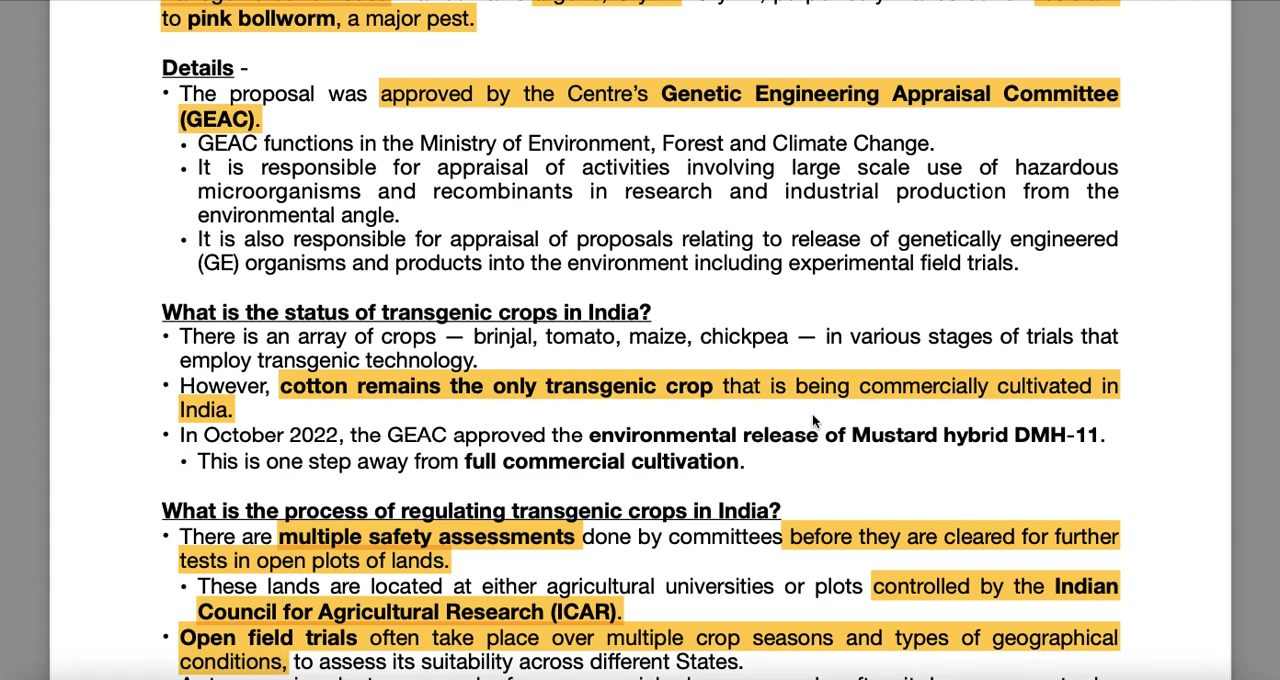 to pink bollworm, a major pest.
Details -
• The proposal was approved by the Centre’s Genetic Engineering Appraisal Committee
(GEAC).
• GEAC functions in the Ministry of Environment, Forest and Climate Change.
• It is responsible for appraisal of activities involving large scale use of hazardous
microorganisms and recombinants in research and industrial production from the
environmental angle.
• It is also responsible for appraisal of proposals relating to release of genetically engineered
(GE) organisms and products into the environment including experimental field trials.
What is the status of transgenic crops in India?
• There is an array of crops — brinjal, tomato, maize, chickpea — in various stages of trials that
employ transgenic technology.
• However, cotton remains the only transgenic crop that is being commercially cultivated in
India.
• In October 2022, the GEAC approved the environmental release of Mustard hybrid DMH-11.
• This is one step away from full commercial cultivation.
What is the process of regulating transgenic crops in India?
• There are multiple safety assessments done by committees before they are cleared for further
tests in open plots of lands.
• These lands are located at either agricultural universities or plots controlled by the Indian
Council for Agricultural Research (ICAR).
• Open field trials often take place over multiple crop seasons and types of geographical
conditions, to assess its suitability across different States.